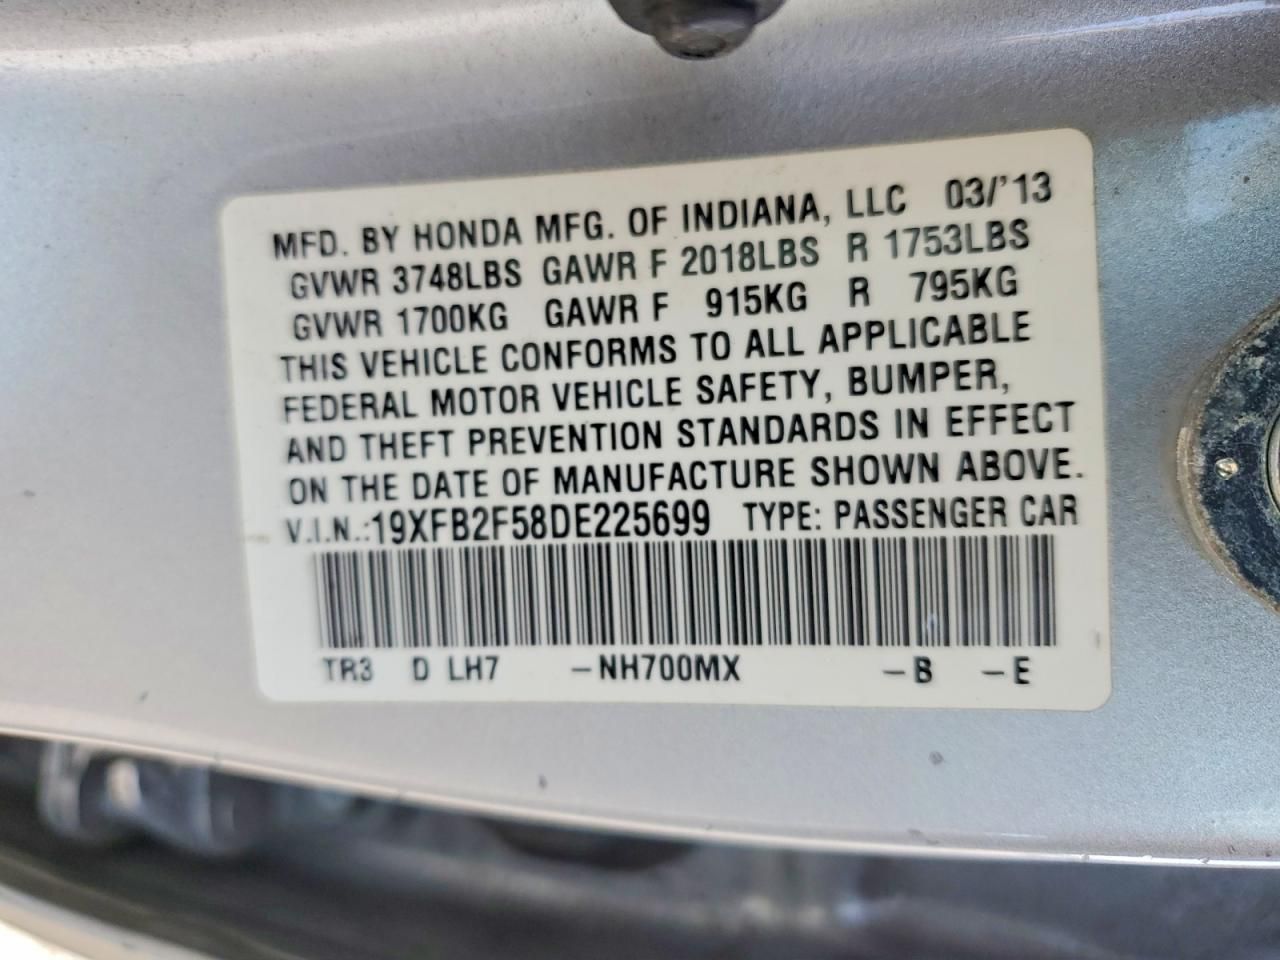 MFD. BY HONDA MFG. OF INDIANA, LLC 03/'13
GVWR 3748LBS GAWR F 2018LBS R 1753LBS
GVWR 1700KG GAWR F 915KG R 795KG
THIS VEHICLE CONFORMS TO ALL APPLICABLE
FEDERAL MOTOR VEHICLE SAFETY, BUMPER,
AND THEFT PREVENTION STANDARDS IN EFFECT
ON THE DATE OF MANUFACTURE SHOWN ABOVE.
V.I.N.:19XFB2F58DE225699 TYPE: PASSENGER CAR
TR3 D LH7 -NH700MX -B -E